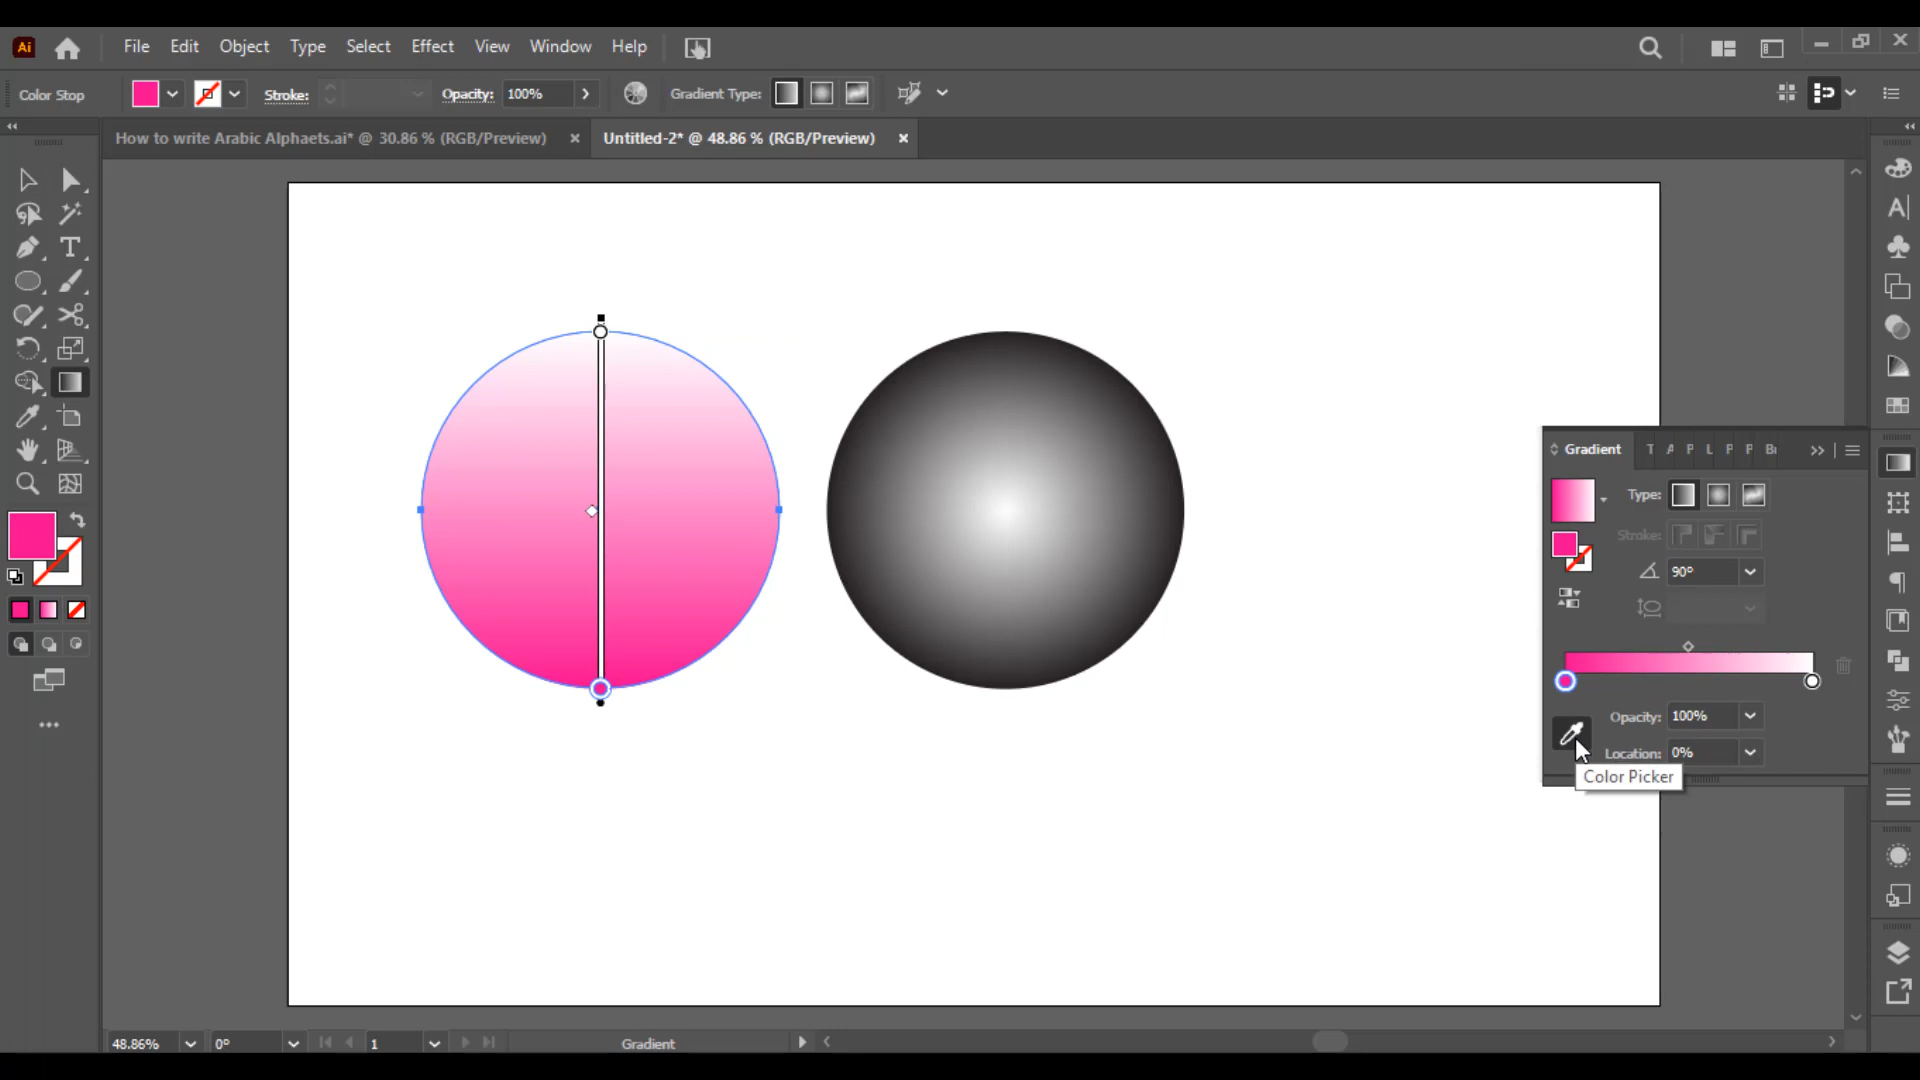 Ai File Edit Object Type Select Effect View Window Help
Color Stop Stroke: Opacity: 100% Gradient Type:
How to write Arabic Alphaets.ai* @ 30.86 % (RGB/Preview) Untitled-2* @ 48.86 % (RGB/Preview)
Gradient T A P L P P Bı
Type:
Stroke:
90°
Opacity: 100%
Location: 0%
Color Picker
48.86% 0° 1 Gradient